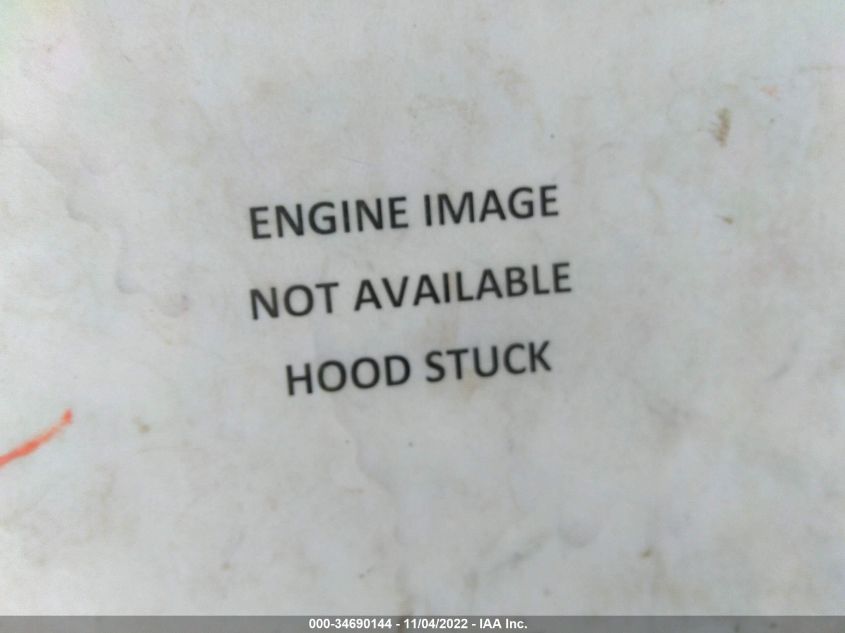 ENGINE IMAGE
NOT AVAILABLE
HOOD STUCK
000-34690144 - 11/04/2022 - IAA Inc.